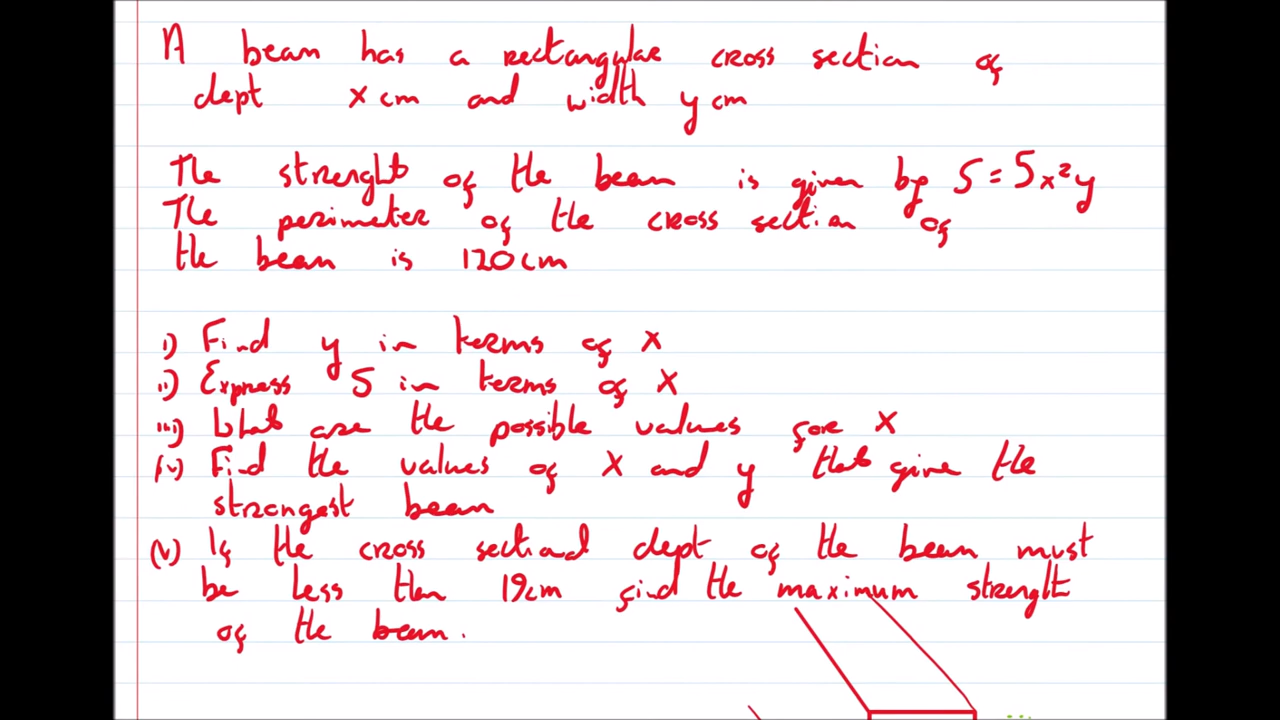 A beam has a rectangular cross section of
dept x cm and width y cm
The strenght of the beam is given by S = 5x²y
The perimeter of the cross section of
the beam is 120cm
i) Find y in terms of x
ii) Express S in terms of x
iii) What are the possible values fore x
(iv) Find the values of x and y that give the
strongest beam
(v) If the cross sectional dept of the beam must
be less then 19cm find the maximum strenght
of the beam.